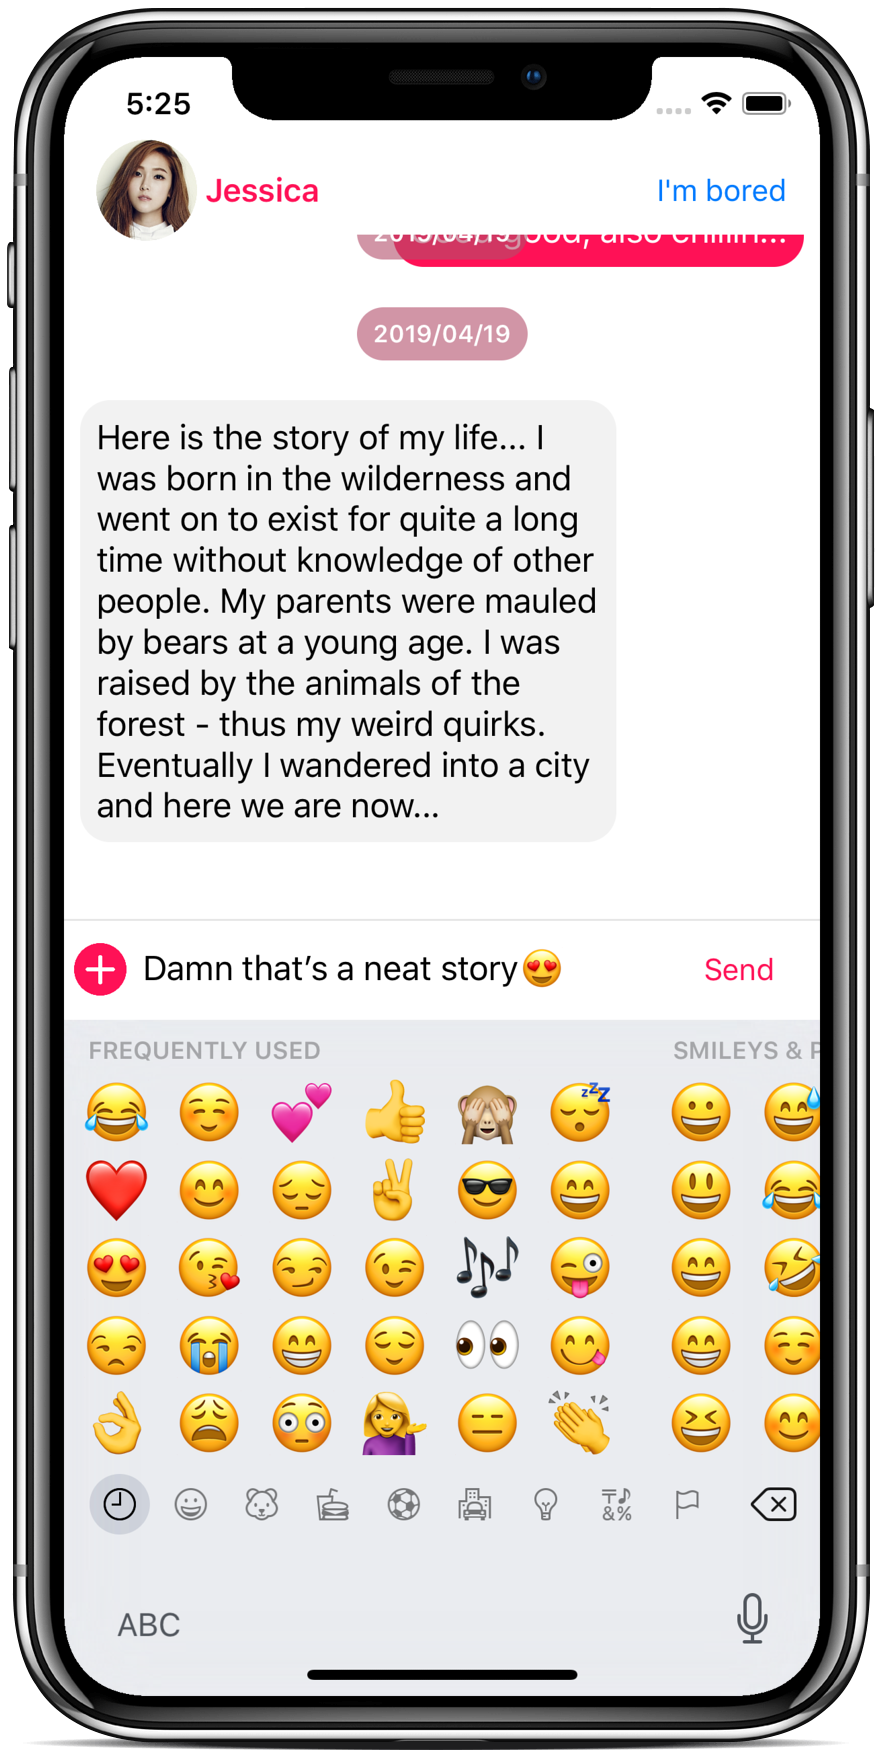 5:25
Jessica
I'm bored
good, also chillin...
2019/04/19
2019/04/19
Here is the story of my life... I
was born in the wilderness and
went on to exist for quite a long
time without knowledge of other
people. My parents were mauled
by bears at a young age. I was
raised by the animals of the
forest - thus my weird quirks.
Eventually I wandered into a city
and here we are now...
Damn that’s a neat story😍
Send
FREQUENTLY USED
SMILEYS &
ABC